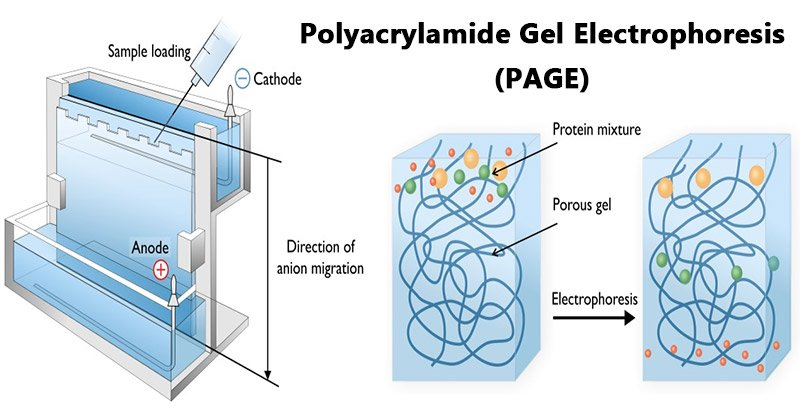 Polyacrylamide Gel Electrophoresis
(PAGE)
Sample loading
⊖ Cathode
Anode
⊕
Direction of
anion migration
Protein mixture
Porous gel
Electrophoresis